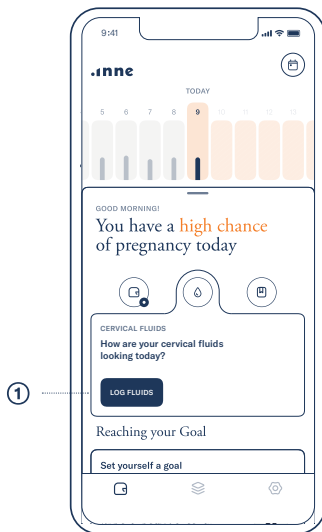 9:41
.inne
TODAY
5 6 7 8 9 10 11 12 13
GOOD MORNING!
You have a high chance
of pregnancy today
CERVICAL FLUIDS
How are your cervical fluids
looking today?
LOG FLUIDS
1
Reaching your Goal
Set yourself a goal